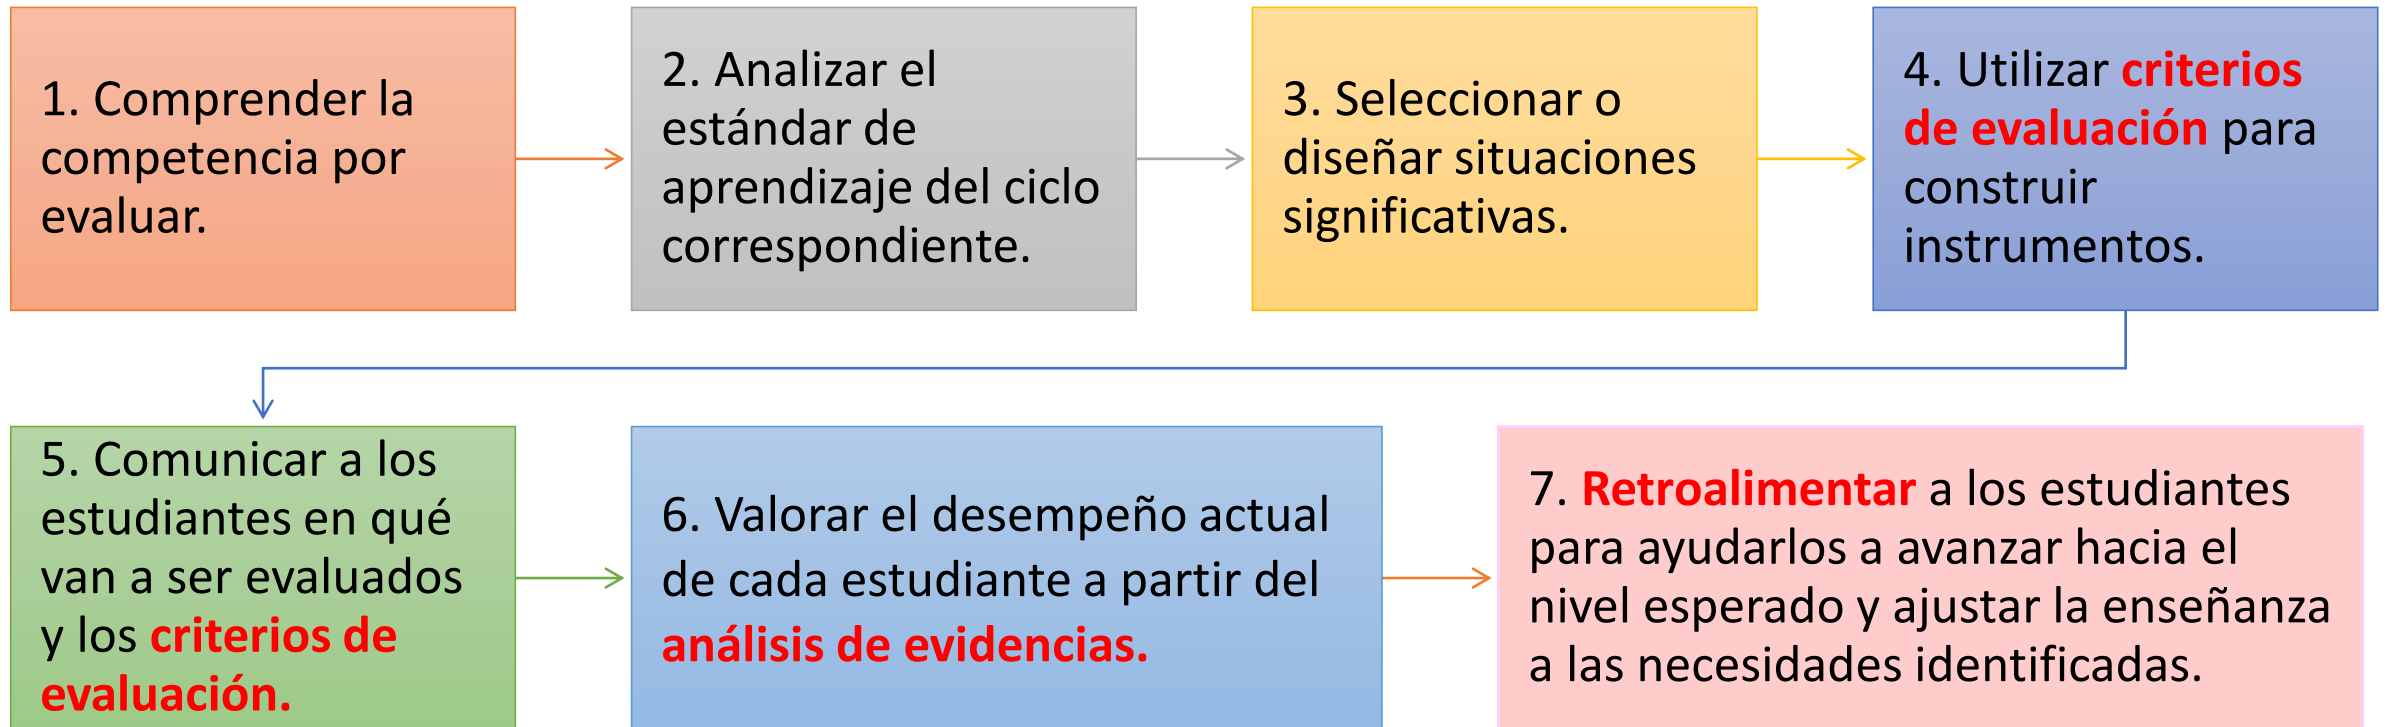 1. Comprender la
competencia por
evaluar.
2. Analizar el
estándar de
aprendizaje del ciclo
correspondiente.
3. Seleccionar o
diseñar situaciones
significativas.
4. Utilizar criterios
de evaluación para
construir
instrumentos.
5. Comunicar a los
estudiantes en qué
van a ser evaluados
y los criterios de
evaluación.
6. Valorar el desempeño actual
de cada estudiante a partir del
análisis de evidencias.
7. Retroalimentar a los estudiantes
para ayudarlos a avanzar hacia el
nivel esperado y ajustar la enseñanza
a las necesidades identificadas.